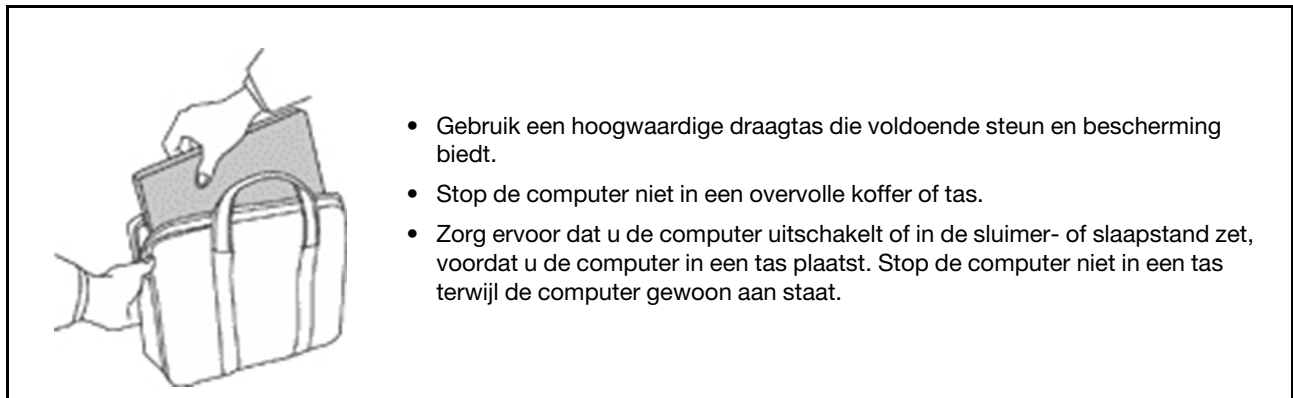 • Gebruik een hoogwaardige draagtas die voldoende steun en bescherming
biedt.
• Stop de computer niet in een overvolle koffer of tas.
• Zorg ervoor dat u de computer uitschakelt of in de sluimer- of slaapstand zet,
voordat u de computer in een tas plaatst. Stop de computer niet in een tas
terwijl de computer gewoon aan staat.